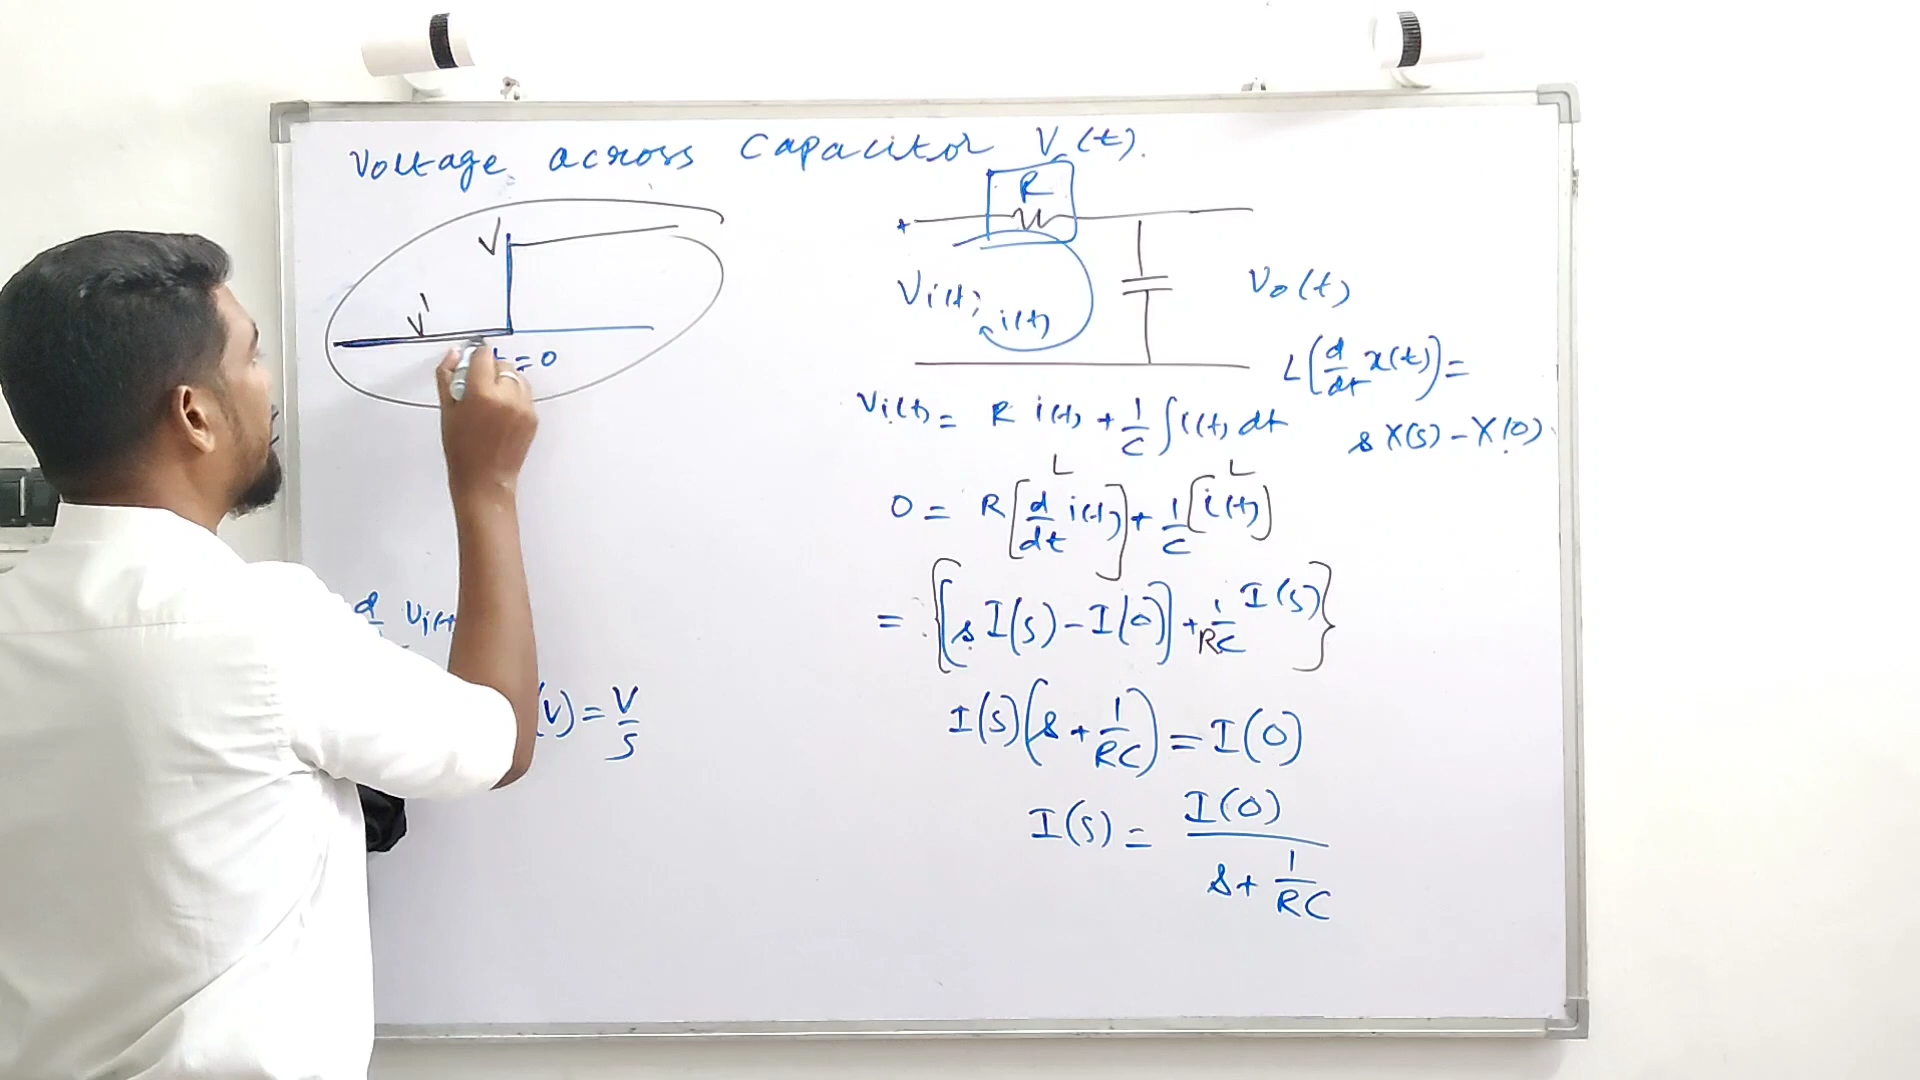 Voltage across Capacitor Vc(t).
R
V
+
Vi(t)
i(t)
Vo(t)
V'
t=0
L(d/dt x(t)) =
s X(s) - X(0)
Vi(t) = R i(t) + 1/C ∫i(t) dt
L L
0 = R[d/dt i(t)] + 1/C [i(t)]
= {[s I(s) - I(0)] + 1/RC I(s)}
d Vi(t)
(V) = V/S
I(s)(s + 1/RC) = I(0)
I(s) = I(0) / s + 1/RC